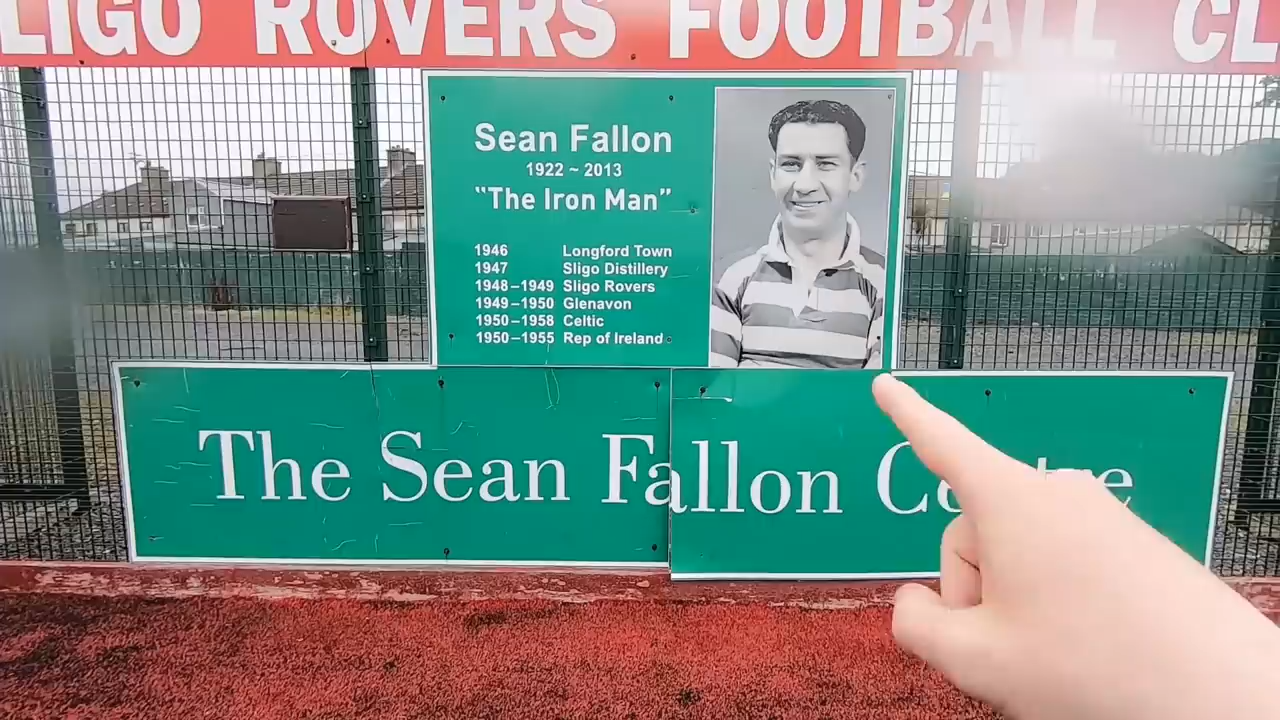 LIGO ROVERS FOOTBALL CL
Sean Fallon
1922 ~ 2013
"The Iron Man"
1946 Longford Town
1947 Sligo Distillery
1948–1949 Sligo Rovers
1949–1950 Glenavon
1950–1958 Celtic
1950–1955 Rep of Ireland
The Sean Fallon Centre